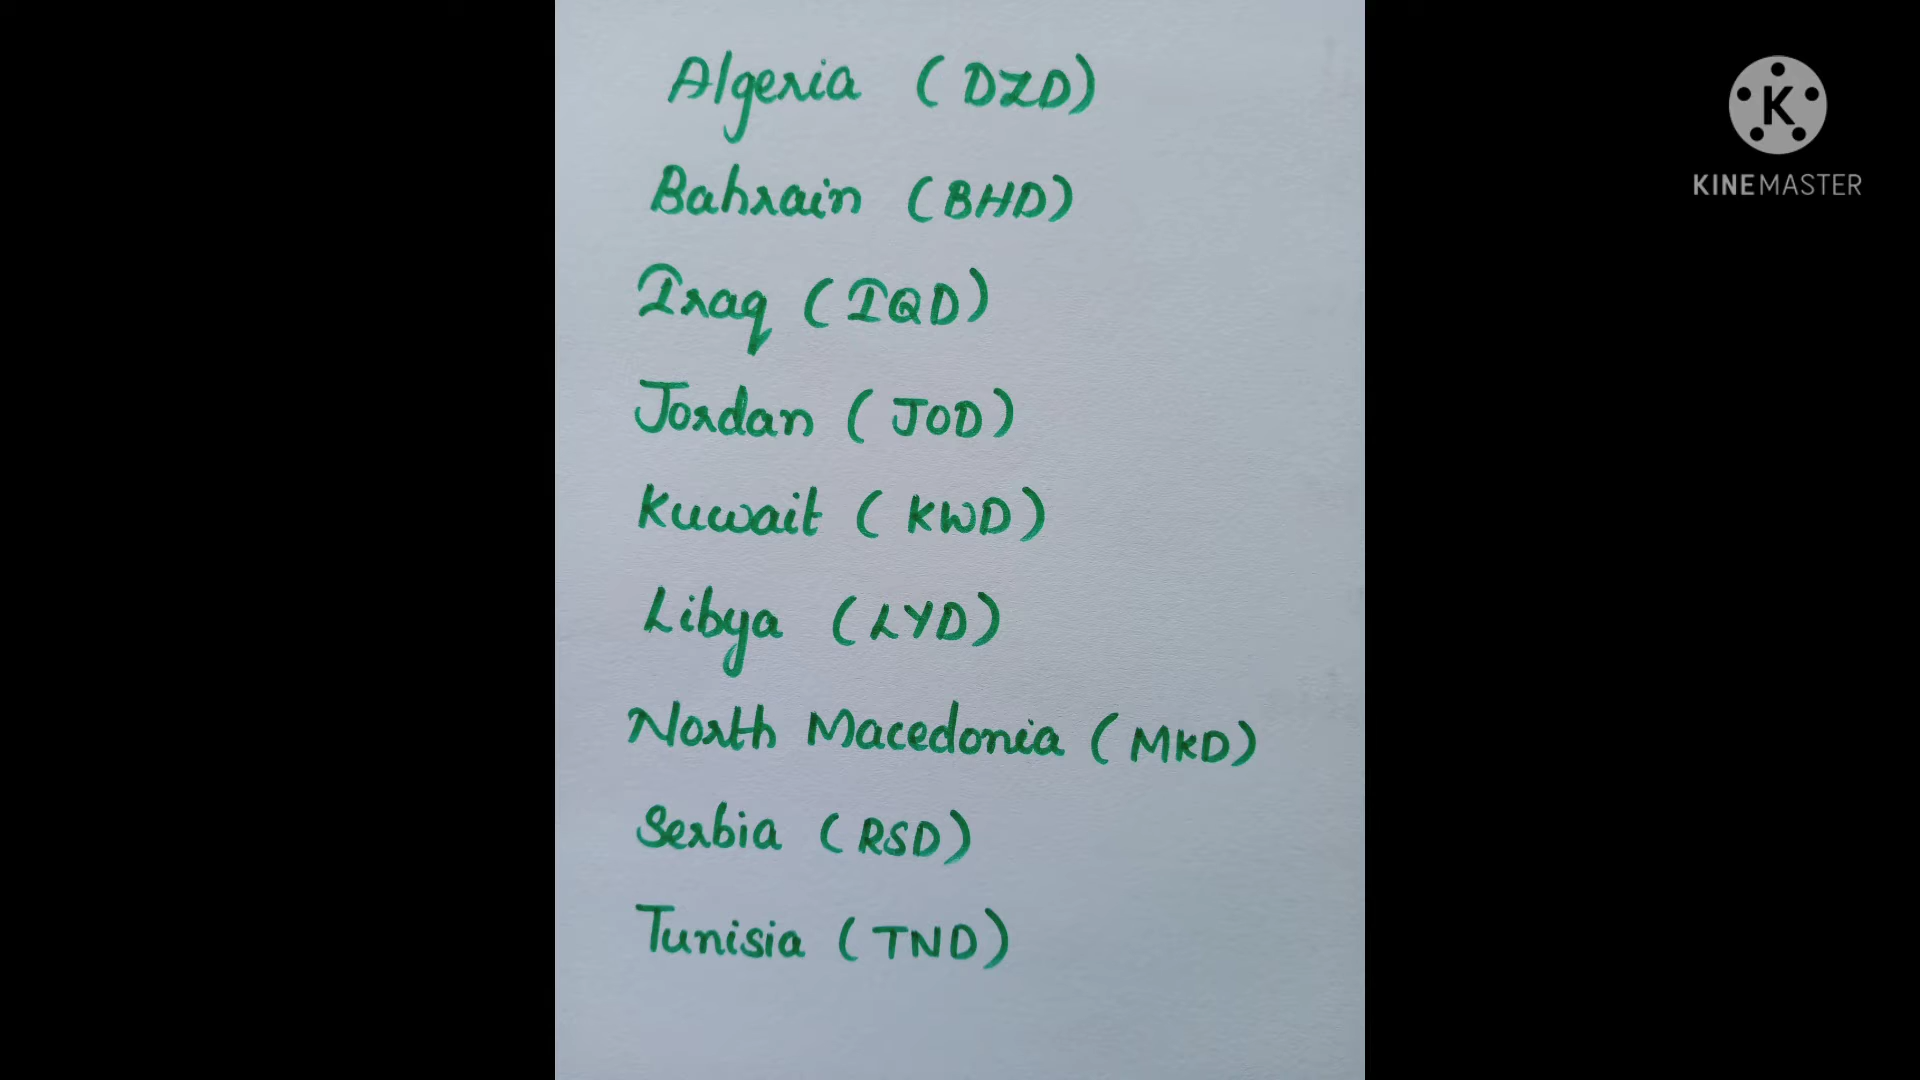 Algeria (DZD)
Bahrain (BHD)
Iraq (IQD)
Jordan (JOD)
Kuwait (KWD)
Libya (LYD)
North Macedonia (MKD)
Serbia (RSD)
Tunisia (TND)
K
KINEMASTER